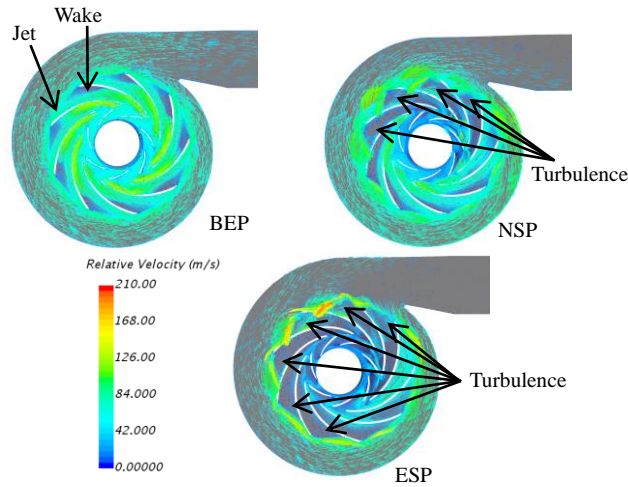 Wake
Jet
BEP
Turbulence
NSP
Relative Velocity (m/s)
210.00
168.00
126.00
84.000
42.000
0.00000
Turbulence
ESP